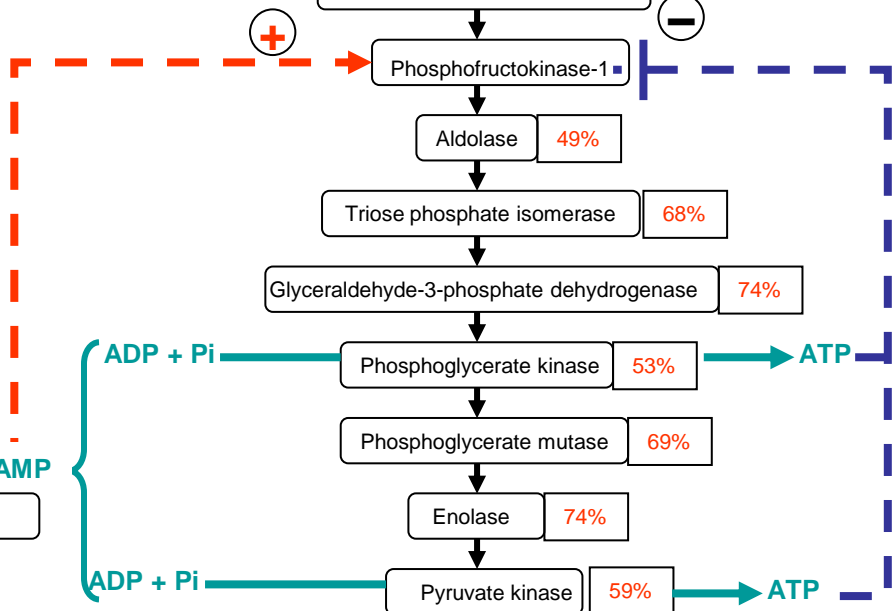 +
−
Phosphofructokinase-1
Aldolase 49%
Triose phosphate isomerase 68%
Glyceraldehyde-3-phosphate dehydrogenase 74%
ADP + Pi Phosphoglycerate kinase 53% ATP
Phosphoglycerate mutase 69%
AMP
Enolase 74%
ADP + Pi Pyruvate kinase 59% ATP